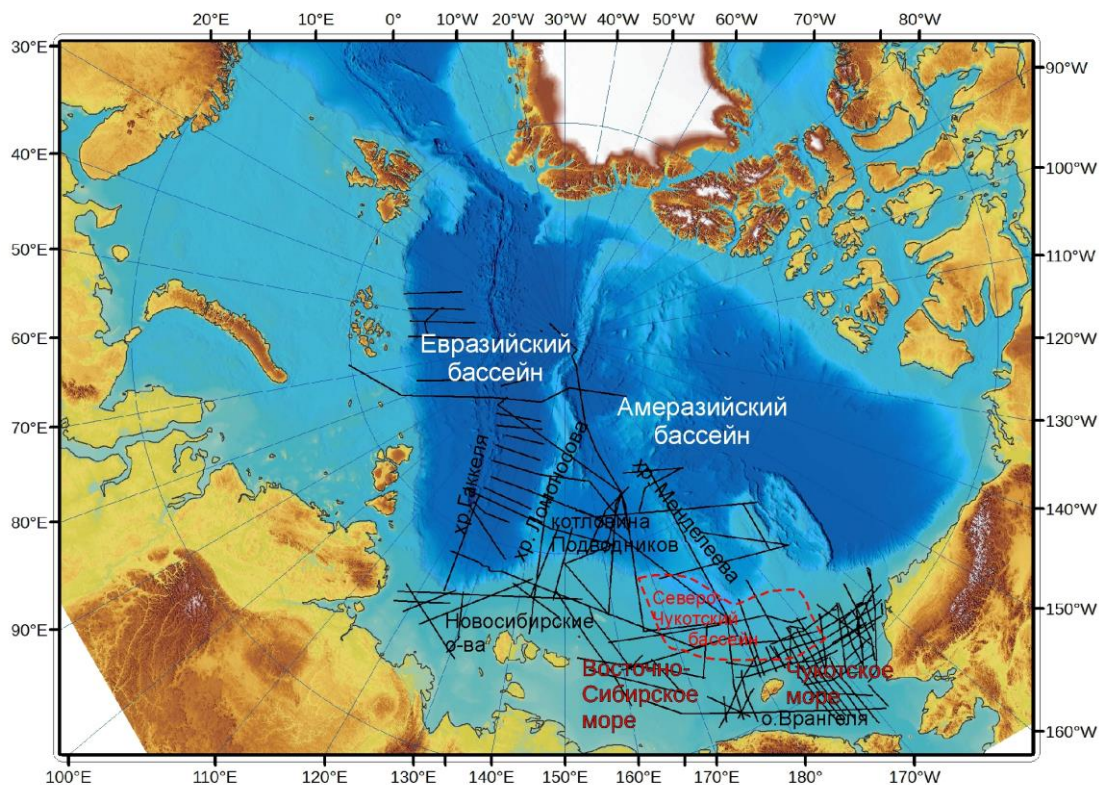 20°E 10°E 0° 10°W 20°W 30°W 40°W 50°W 60°W 70°W 80°W
30°E
90°W
40°E
100°W
50°E
110°W
60°E
120°W
70°E
130°W
80°E
140°W
90°E
150°W
160°W
Евразийский
бассейн
Амеразийский
бассейн
хр. Гаккеля
хр. Ломоносова
хр. Менделеева
котловина
Подводников
Северо-
Чукотский
бассейн
Новосибирские
о-ва
Восточно-
Сибирское
море
Чукотское
море
о.Врангеля
100°E 110°E 120°E 130°E 140°E 150°E 160°E 170°E 180° 170°W